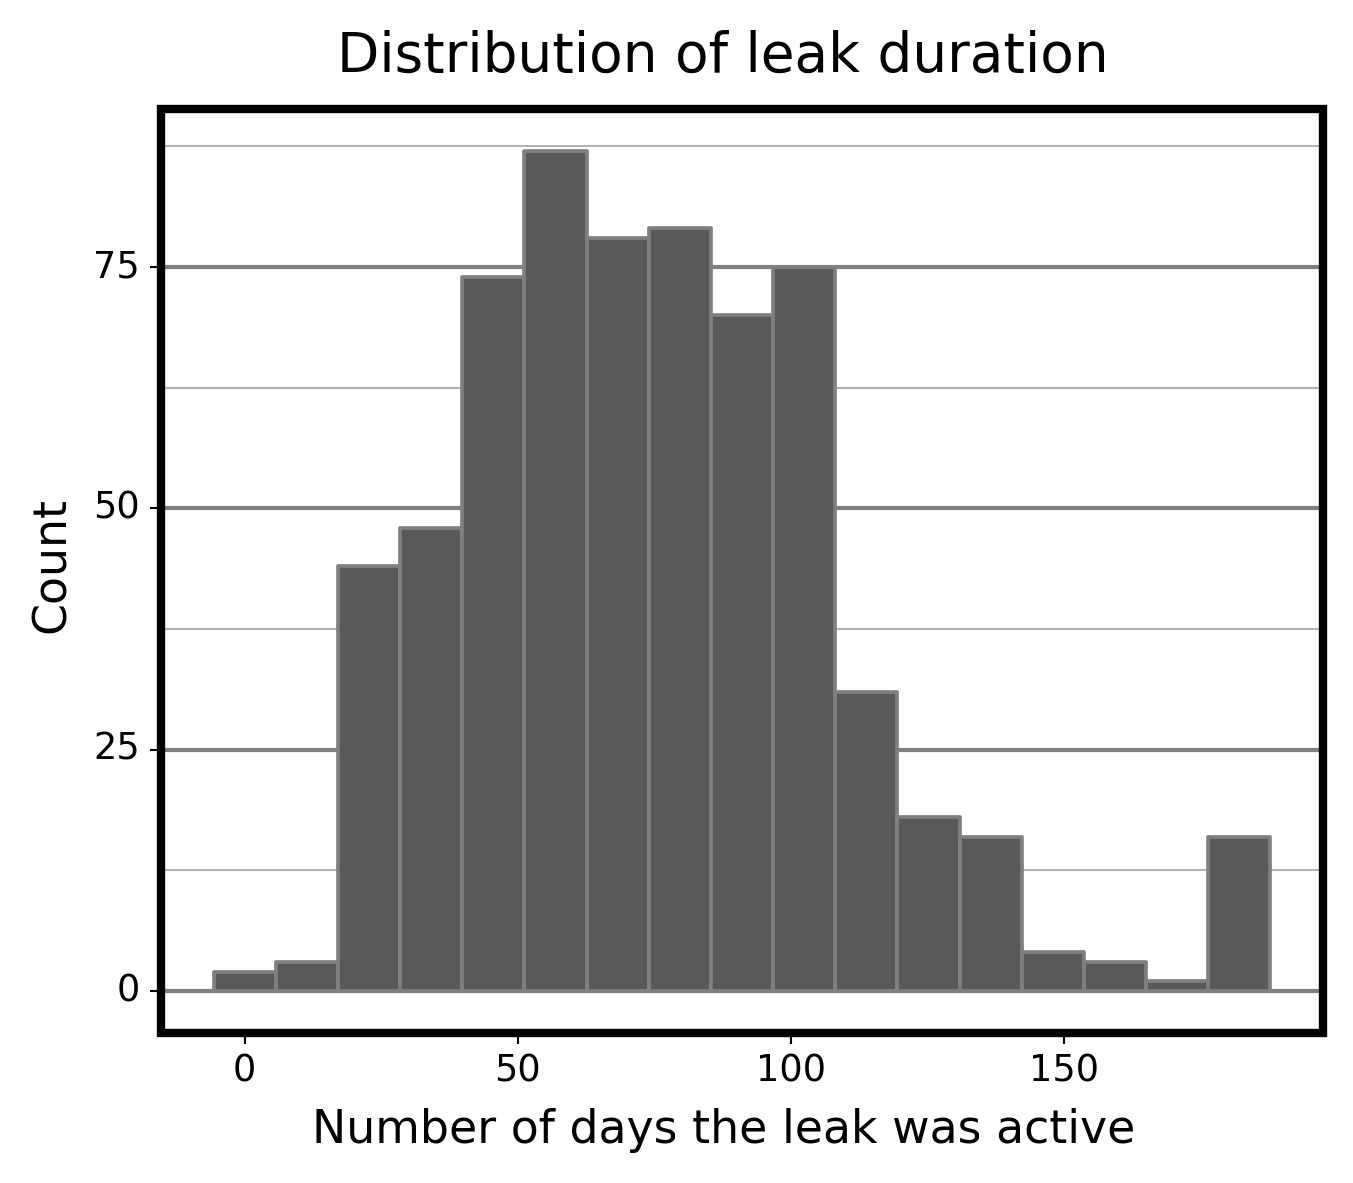 Distribution of leak duration
75
50
25
0
Count
0
50
100
150
Number of days the leak was active